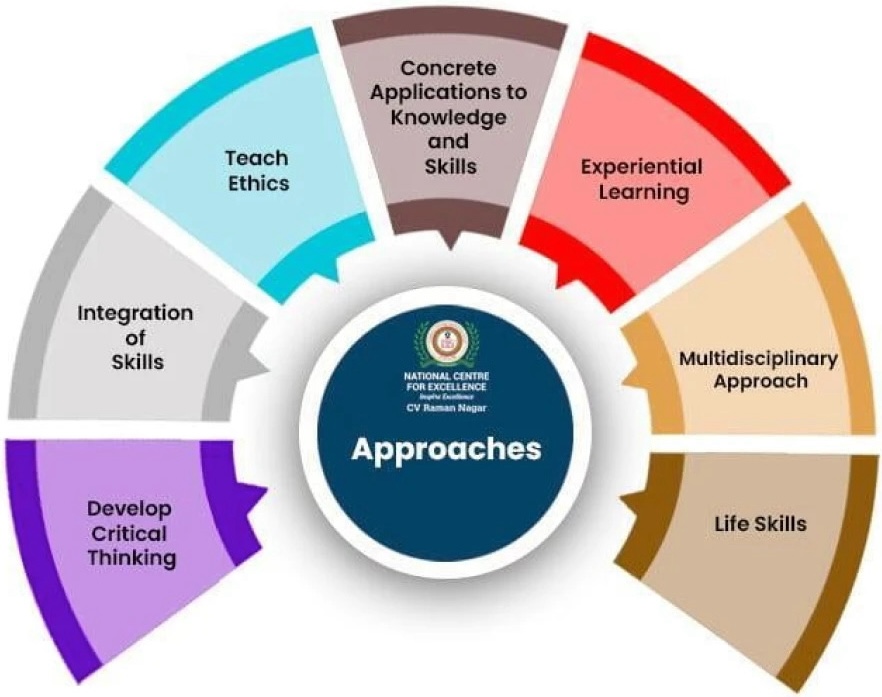 Concrete
Applications to
Knowledge
and
Skills
Teach
Ethics
Experiential
Learning
Integration
of
Skills
Multidisciplinary
Approach
NATIONAL CENTRE
FOR EXCELLENCE
Inspire Excellence
CV Raman Nagar
Approaches
Develop
Critical
Thinking
Life Skills